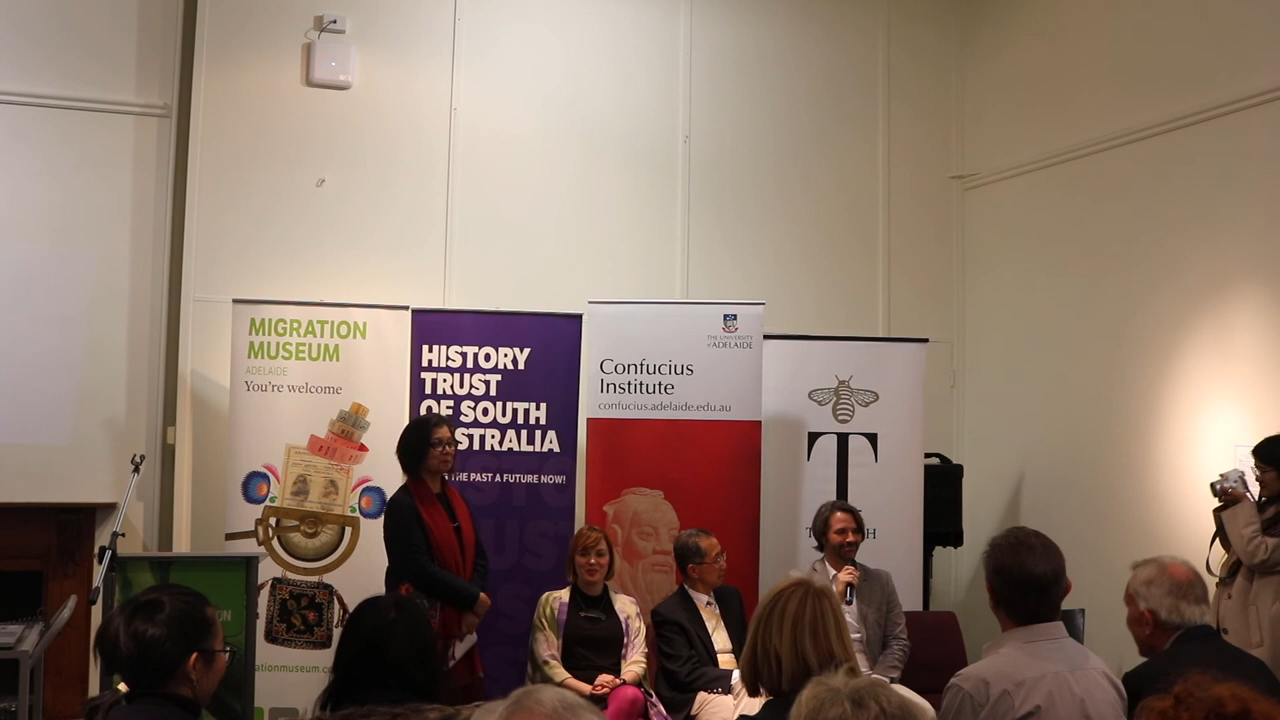 MIGRATION
MUSEUM
ADELAIDE
You're welcome
HISTORY
TRUST
OF SOUTH
STRALIA
THE PAST A FUTURE NOW!
THE UNIVERSITY
of ADELAIDE
Confucius
Institute
confucius.adelaide.edu.au
T